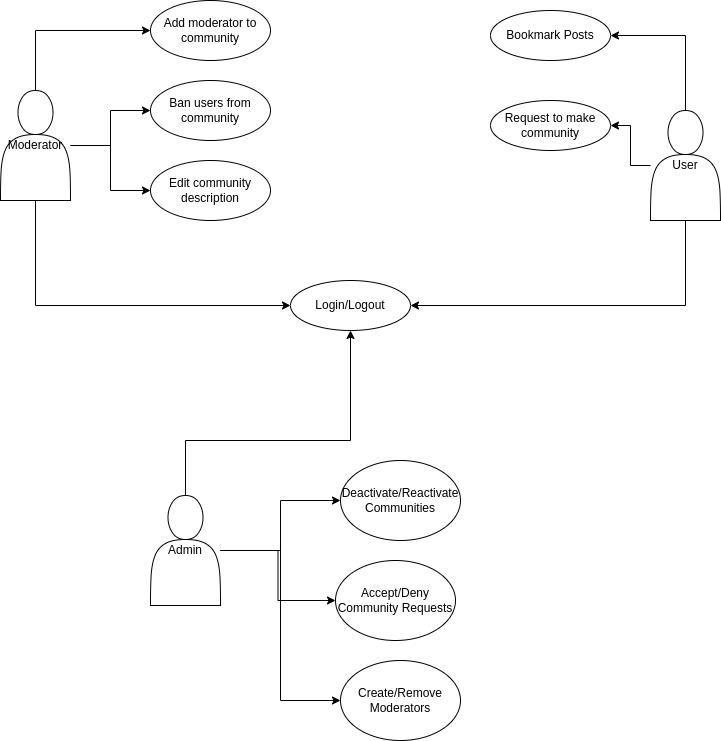 Add moderator to
community
Bookmark Posts
Ban users from
community
Request to make
community
Moderator
User
Edit community
description
Login/Logout
Deactivate/Reactivate
Communities
Admin
Accept/Deny
Community Requests
Create/Remove
Moderators